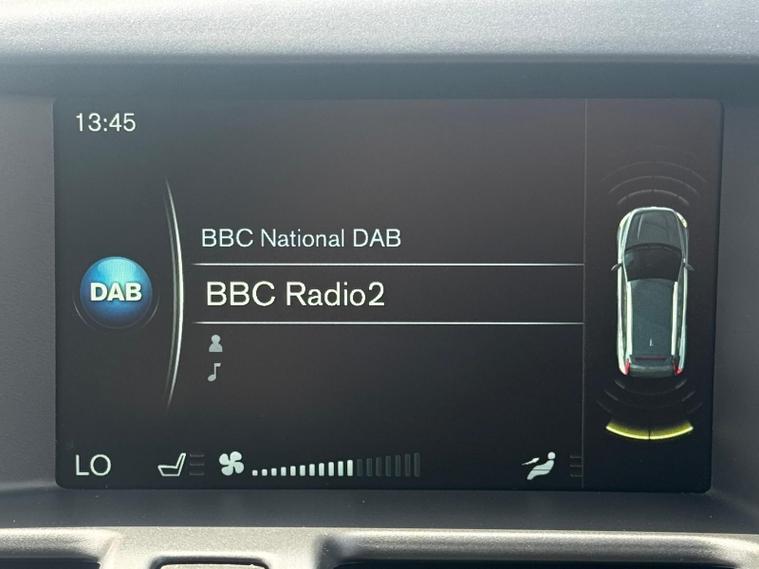 13:45
BBC National DAB
DAB
BBC Radio2
LO